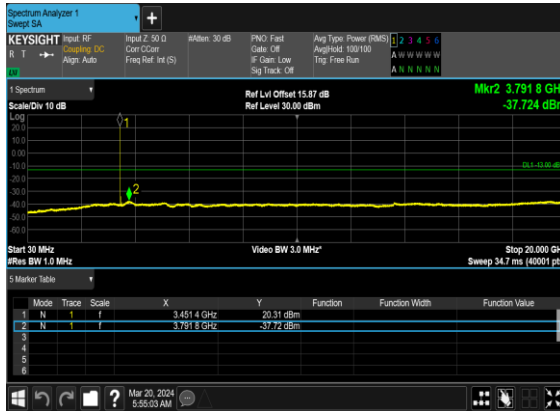 Spectrum Analyzer 1
Swept SA
+
KEYSIGHT Input: RF Input Z: 50 Ω #Atten: 30 dB PNO: Fast Avg Type: Power (RMS) 1 2 3 4 5 6
R T Coupling: DC Corr CCorr Gate: Off Avg|Hold: 100/100 A W W W W W
Align: Auto Freq Ref: Int (S) IF Gain: Low Trig: Free Run
Sig Track: Off A N N N N N
1 Spectrum
Scale/Div 10 dB
Ref Lvl Offset 15.87 dB
Ref Level 30.00 dBm
Mkr2 3.791 8 GH
-37.724 dBm
Log
20.0
10.0
0.00
-10.0
-20.0
-30.0
-40.0
-50.0
-60.0
1
2
DL1 -13.00 dB
Start 30 MHz Video BW 3.0 MHz* Stop 20.000 GH
#Res BW 1.0 MHz Sweep 34.7 ms (40001 pt
5 Marker Table
Mode Trace Scale X Y Function Function Width Function Value
1 N 1 f 3.451 4 GHz 20.31 dBm
2 N 1 f 3.791 8 GHz -37.72 dBm
3
4
5
6
?
Mar 20, 2024
5:55:03 AM